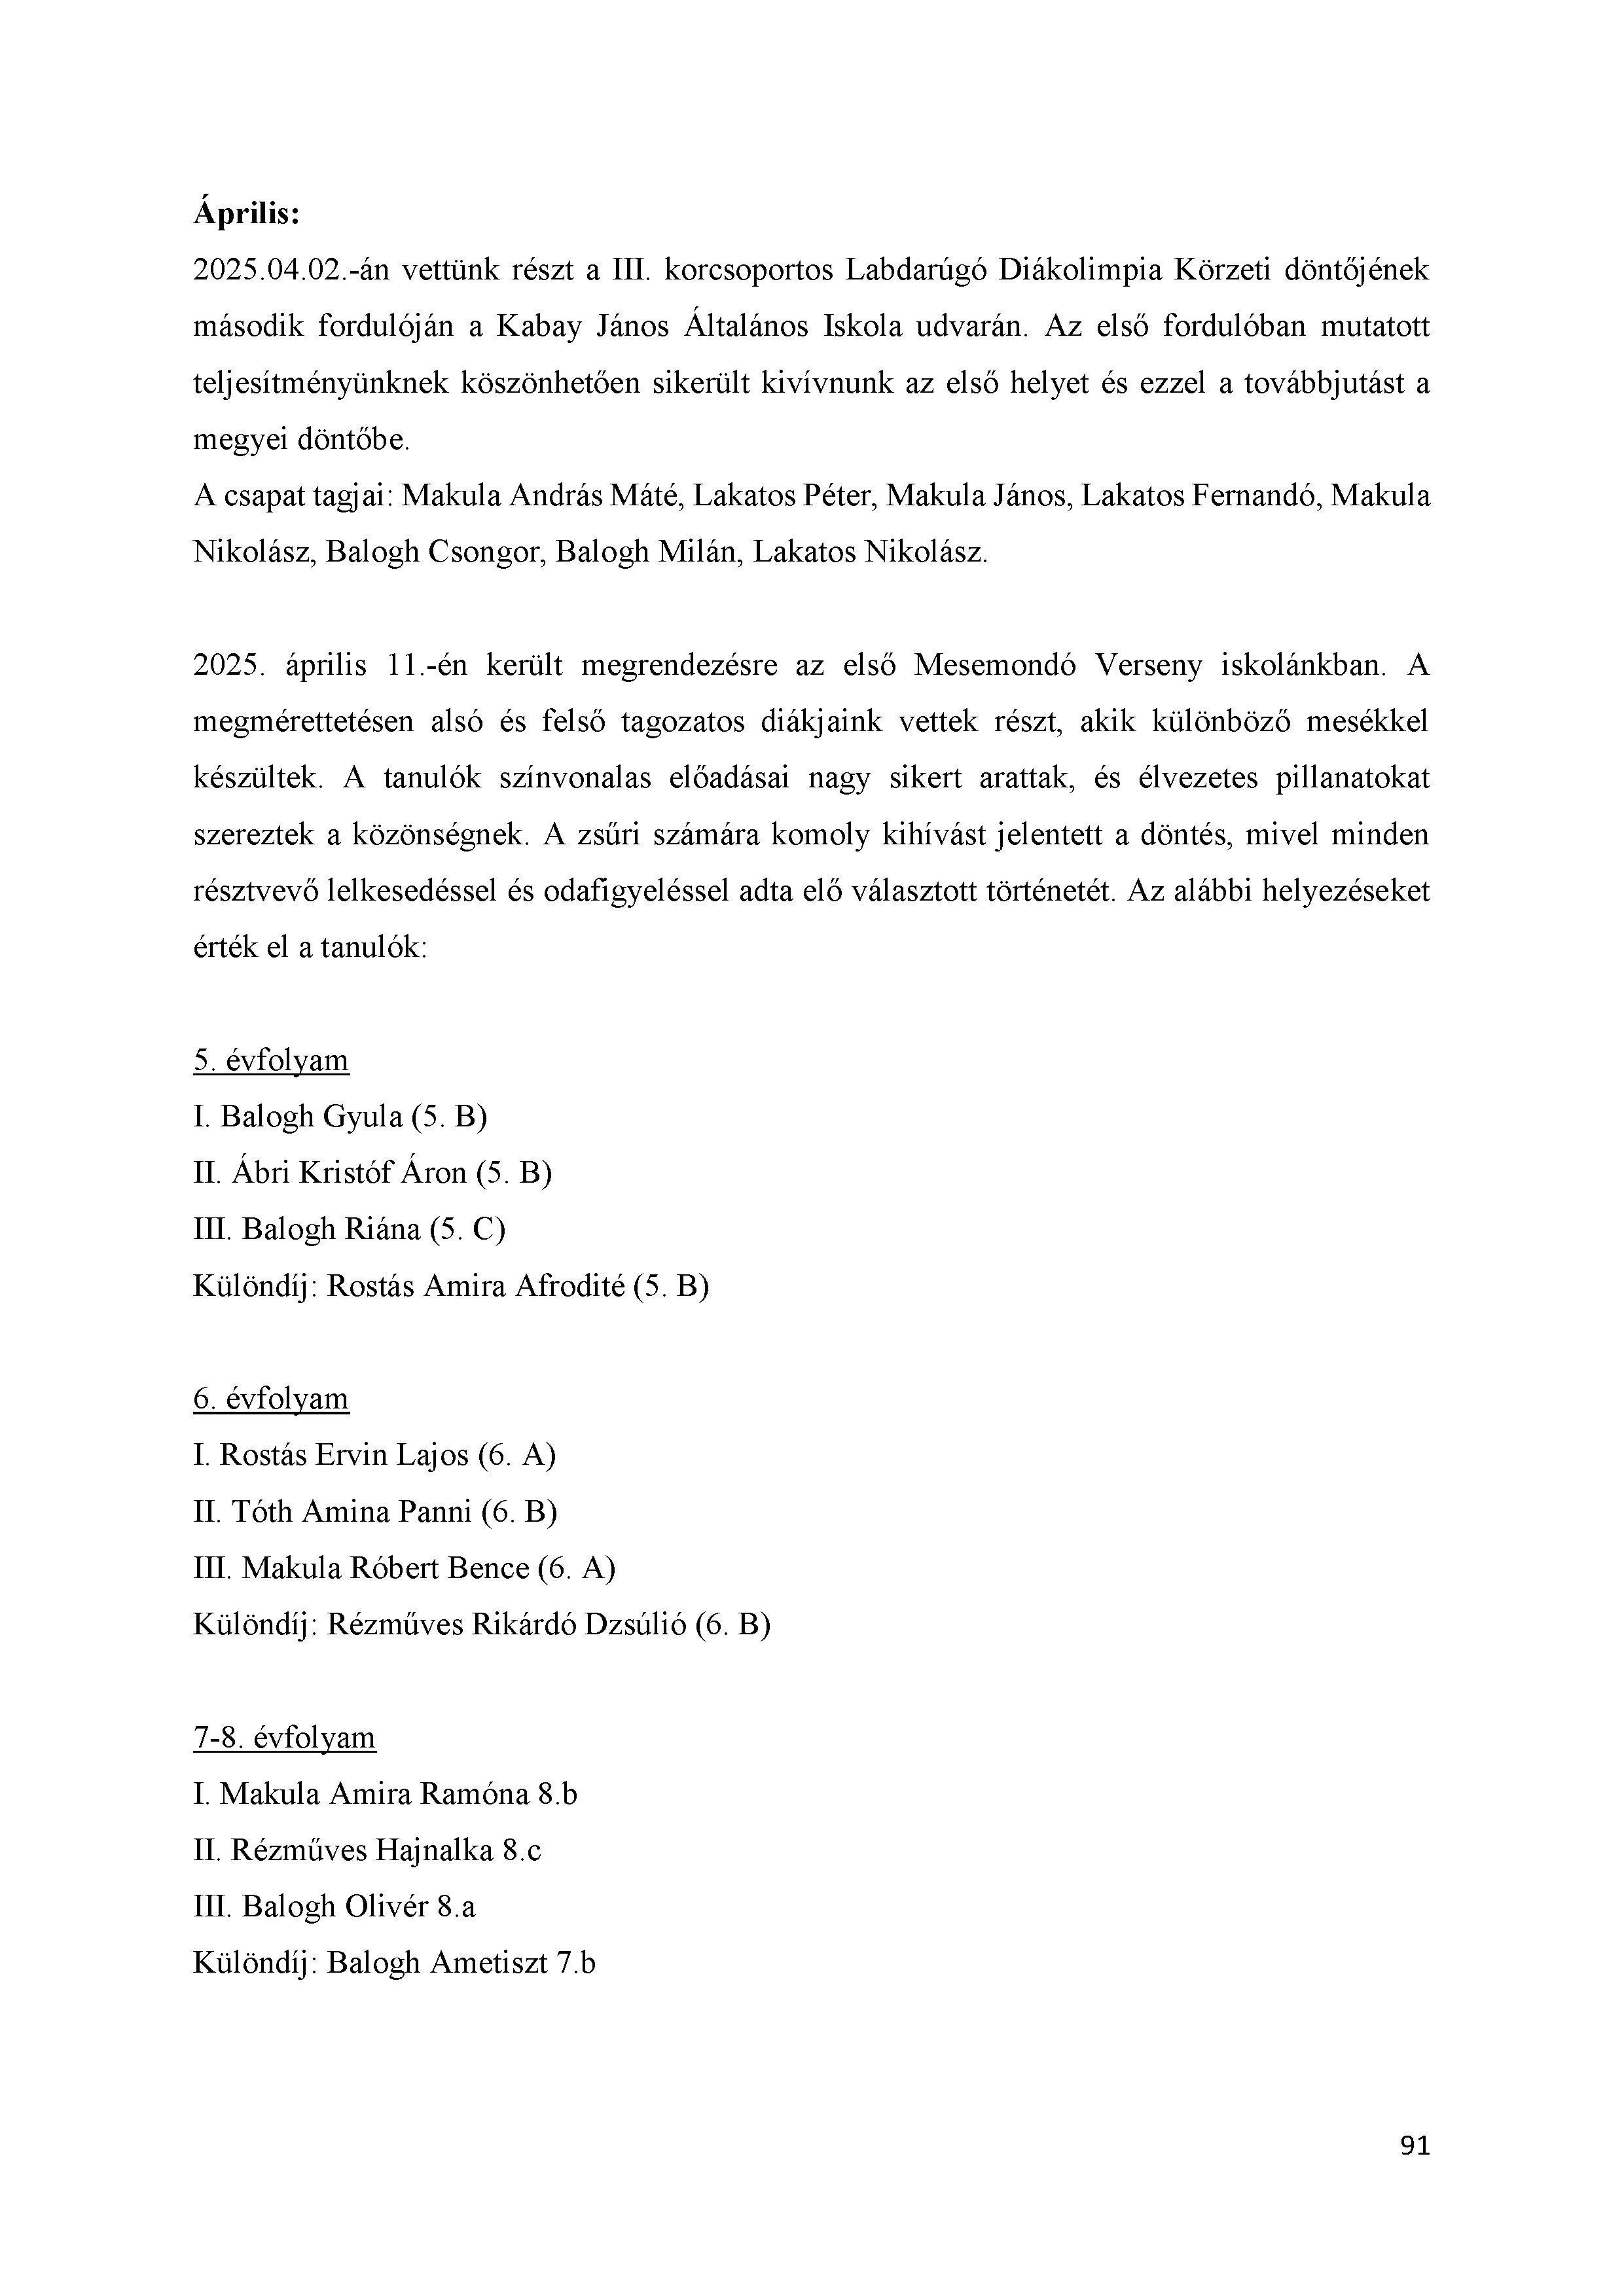 Április:
2025.04.02.-án vettünk részt a III. korcsoportos Labdarúgó Diákolimpia Körzeti döntőjének
második fordulóján a Kabay János Általános Iskola udvarán. Az első fordulóban mutatott
teljesítményünknek köszönhetően sikerült kivívnunk az első helyet és ezzel a továbbjutást a
megyei döntőbe.
A csapat tagjai: Makula András Máté, Lakatos Péter, Makula János, Lakatos Fernandó, Makula
Nikolász, Balogh Csongor, Balogh Milán, Lakatos Nikolász.
2025. április 11.-én került megrendezésre az első Mesemondó Verseny iskolánkban. A
megmérettetésen alsó és felső tagozatos diákjaink vettek részt, akik különböző mesékkel
készültek. A tanulók színvonalas előadásai nagy sikert arattak, és élvezetes pillanatokat
szereztek a közönségnek. A zsűri számára komoly kihívást jelentett a döntés, mivel minden
résztvevő lelkesedéssel és odafigyeléssel adta elő választott történetét. Az alábbi helyezéseket
érték el a tanulók:
5. évfolyam
I. Balogh Gyula (5. B)
II. Ábri Kristóf Áron (5. B)
III. Balogh Riána (5. C)
Különdíj: Rostás Amira Afrodité (5. B)
6. évfolyam
I. Rostás Ervin Lajos (6. A)
II. Tóth Amina Panni (6. B)
III. Makula Róbert Bence (6. A)
Különdíj: Rézműves Rikárdó Dzsúlió (6. B)
7-8. évfolyam
I. Makula Amira Ramóna 8.b
II. Rézműves Hajnalka 8.c
III. Balogh Olivér 8.a
Különdíj: Balogh Ametiszt 7.b
91